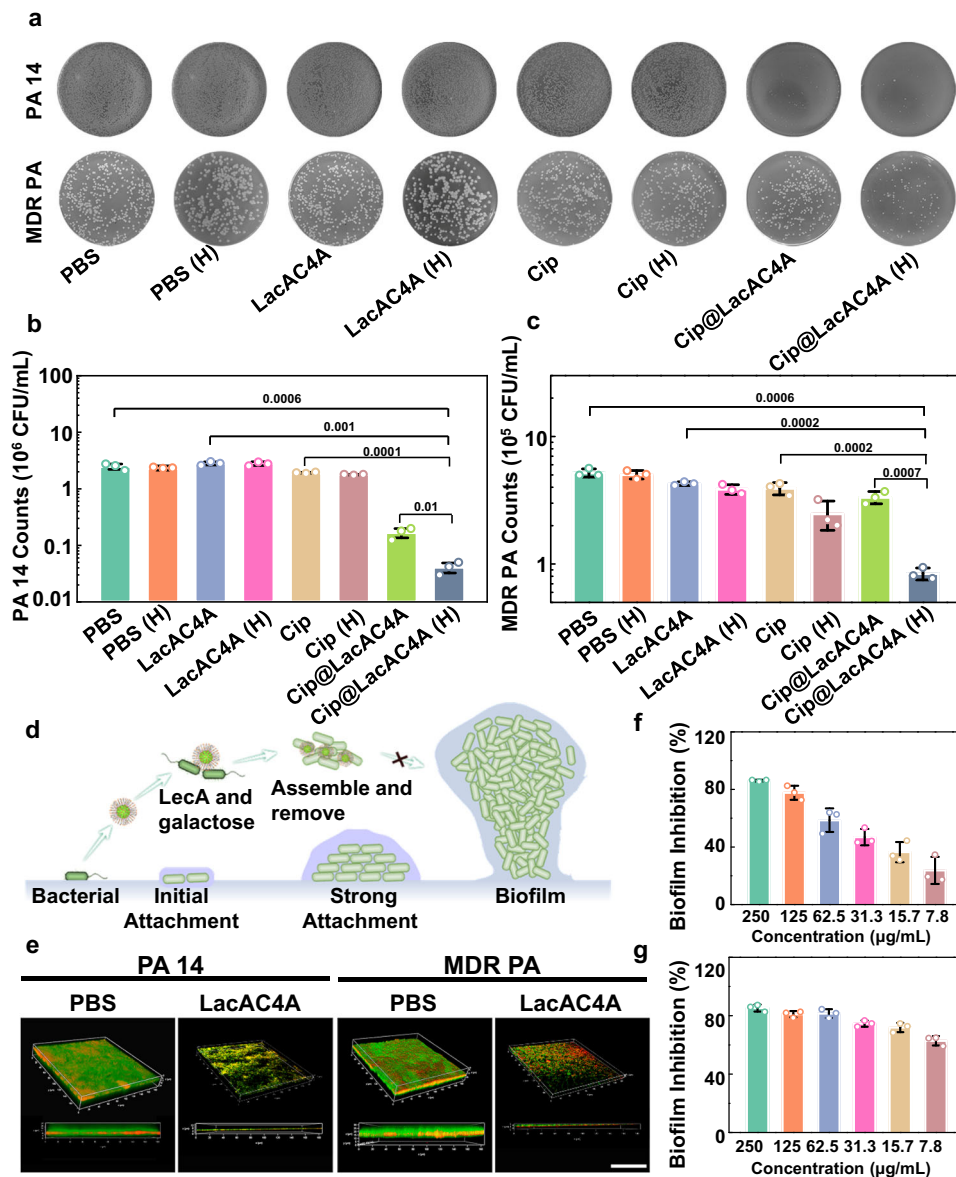 a
PA 14
MDR PA
PBS
PBS (H)
LacAC4A
LacAC4A (H)
Cip
Cip (H)
Cip@LacAC4A
Cip@LacAC4A (H)
b
PA 14 Counts (10⁶ CFU/mL)
100
10
1
0.1
0.01
0.0006
0.001
0.0001
0.01
PBS
PBS (H)
LacAC4A
LacAC4A (H)
Cip
Cip (H)
Cip@LacAC4A
Cip@LacAC4A (H)
c
MDR PA Counts (10⁵ CFU/mL)
10
1
0.0006
0.0002
0.0002
0.0007
PBS
PBS (H)
LacAC4A
LacAC4A (H)
Cip
Cip (H)
Cip@LacAC4A
Cip@LacAC4A (H)
d
LecA and
galactose
Assemble and
remove
Bacterial
Initial
Attachment
Strong
Attachment
Biofilm
e
PA 14
MDR PA
PBS
LacAC4A
PBS
LacAC4A
f
Biofilm Inhibition (%)
120
80
40
0
250
125
62.5
31.3
15.7
7.8
Concentration (μg/mL)
g
Biofilm Inhibition (%)
120
80
40
0
250
125
62.5
31.3
15.7
7.8
Concentration (μg/mL)